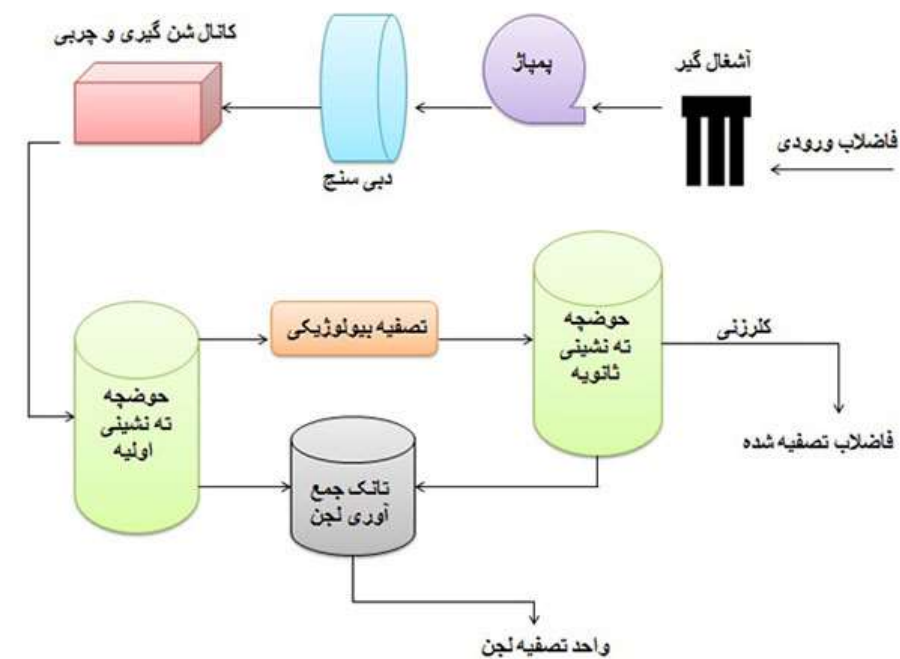 کانال شن گیری و چربی
پمپاژ
آشغال گیر
فاضلاب ورودی
دبی سنج
حوضچه
ته نشینی
ثانویه
تصفیه بیولوژیکی
کلرزنی
حوضچه
ته نشینی
اولیه
فاضلاب تصفیه شده
تانک جمع
آوری لجن
واحد تصفیه لجن